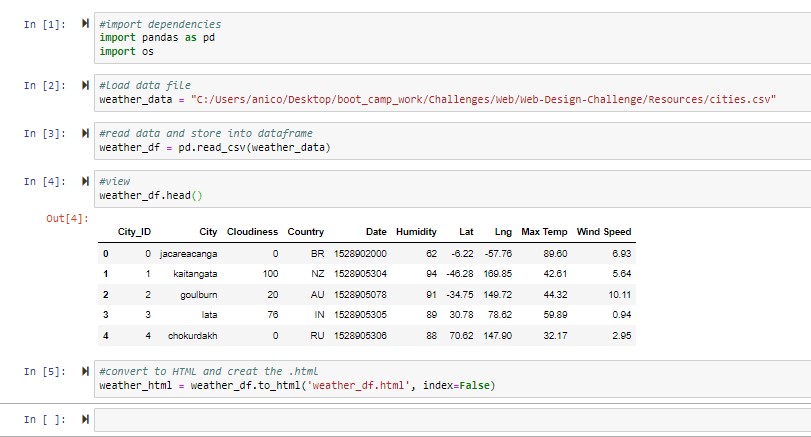 In [1]: #import dependencies
import pandas as pd
import os
In [2]: #load data file
weather_data = "C:/Users/anico/Desktop/boot_camp_work/Challenges/Web/Web-Design-Challenge/Resources/cities.csv"
In [3]: #read data and store into dataframe
weather_df = pd.read_csv(weather_data)
In [4]: #view
weather_df.head()
Out[4]:
City_ID City Cloudiness Country Date Humidity Lat Lng Max Temp Wind Speed
0 0 jacareacanga 0 BR 1528902000 62 -6.22 -57.76 89.60 6.93
1 1 kaitangata 100 NZ 1528905304 94 -46.28 169.85 42.61 5.64
2 2 goulburn 20 AU 1528905078 91 -34.75 149.72 44.32 10.11
3 3 lata 76 IN 1528905305 89 30.78 78.62 59.89 0.94
4 4 chokurdakh 0 RU 1528905306 88 70.62 147.90 32.17 2.95
In [5]: #convert to HTML and creat the .html
weather_html = weather_df.to_html('weather_df.html', index=False)
In [ ]: